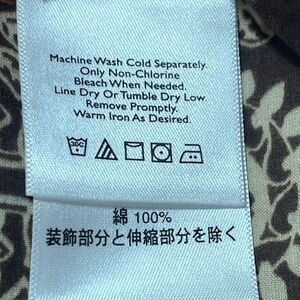 Machine Wash Cold Separately.
Only Non-Chlorine
Bleach When Needed.
Line Dry Or Tumble Dry Low
Remove Promptly.
Warm Iron As Desired.
30C
綿 100%
装飾部分と伸縮部分を除く